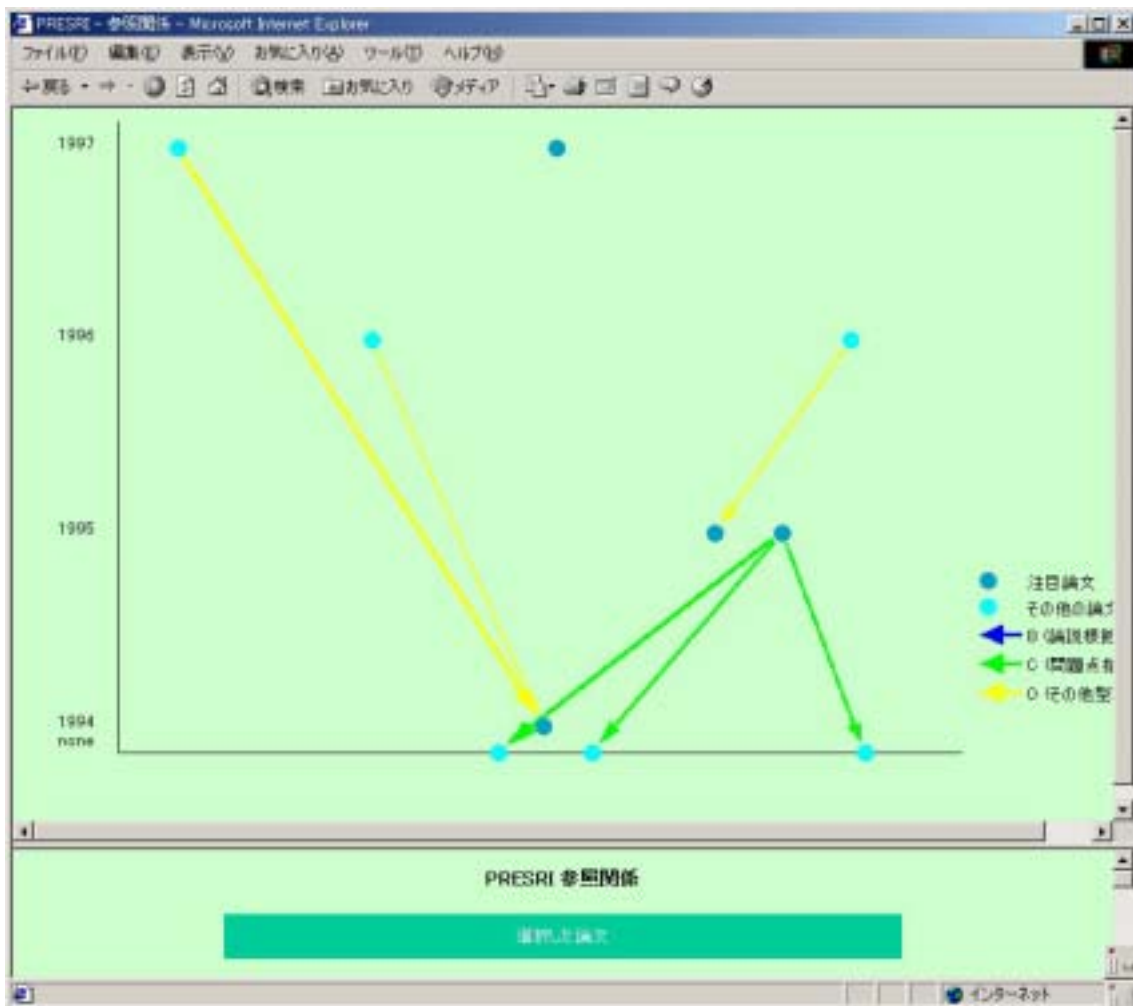 PRESRI - 参照関係 - Microsoft Internet Explorer
ファイル(F) 編集(E) 表示(V) お気に入り(A) ツール(T) ヘルプ(H)
戻る 検索 お気に入り メディア
1997
1996
1995
1994
none
注目論文
その他の論文
B (論説根拠
C (問題点指
O (その他型
PRESRI 参照関係
選択した論文
インターネット